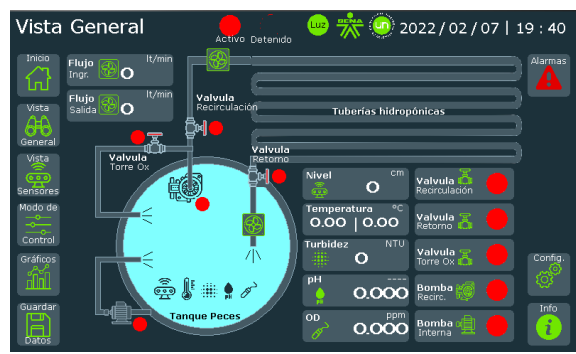 Vista General
Activo Detenido
Luz
SENA
2022/02/07 | 19 : 40
Inicio
Flujo
Ingr.
O
lt/min
Flujo
Salida
O
lt/min
Valvula
Recirculación
Tuberías hidropónicas
Alarmas
Vista
General
Valvula
Torre Ox
Valvula
Retorno
Vista
Sensores
Nivel
O
cm
Valvula
Recirculación
Modo de
Control
Temperatura
°C
0.00 | 0.00
Valvula
Retorno
Turbidez
NTU
O
Valvula
Torre Ox
Gráficos
Config.
pH
----
0.000
Bomba
Recirc.
°C
pH
Tanque Peces
Guardar
Datos
OD
ppm
0.000
Bomba
Interna
Info